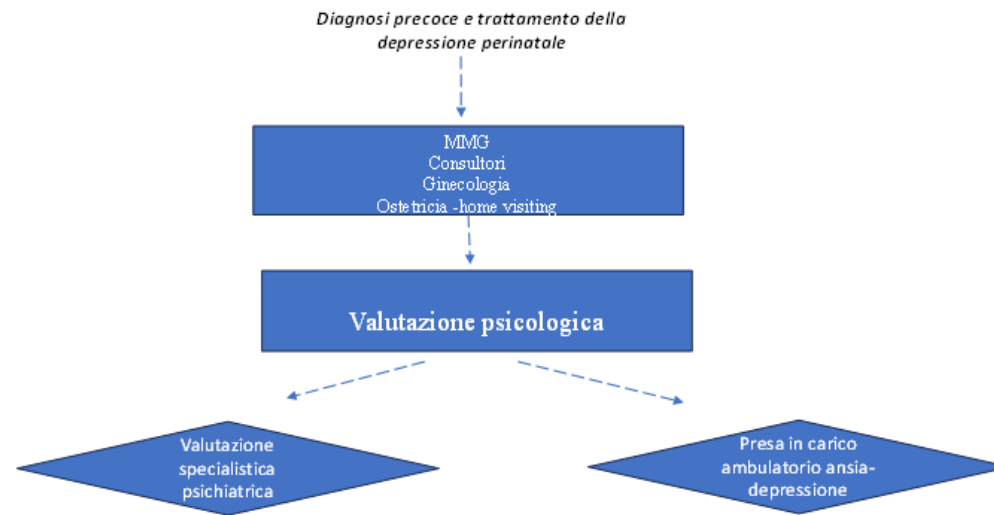 Diagnosi precoce e trattamento della
depressione perinatale
MMG
Consultori
Ginecologia
Ostetricia -home visiting
Valutazione psicologica
Valutazione
specialistica
psichiatrica
Presa in carico
ambulatorio ansia-
depressione